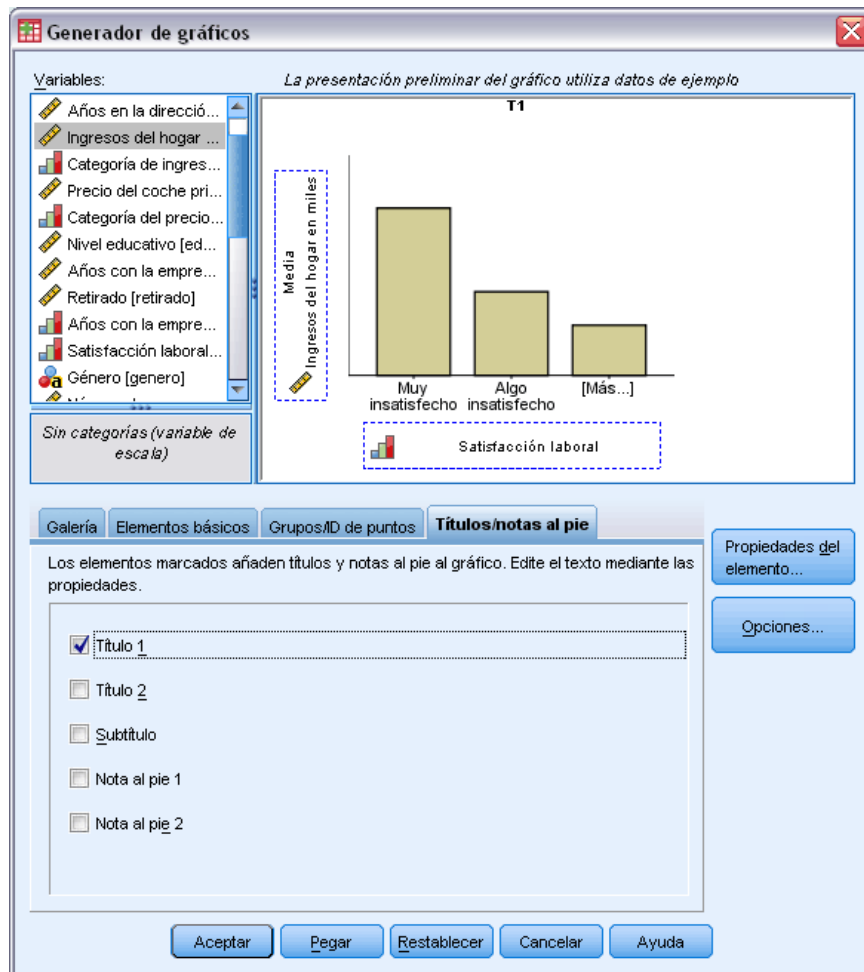 Generador de gráficos
Variables:
La presentación preliminar del gráfico utiliza datos de ejemplo
Años en la direcció...
Ingresos del hogar ...
Categoría de ingres...
Precio del coche pri...
Categoría del precio...
Nivel educativo [ed...
Años con la empre...
Retirado [retirado]
Años con la empre...
Satisfacción laboral...
Género [genero]
Sin categorías (variable de
escala)
T1
Media
Ingresos del hogar en miles
Muy
insatisfecho
Algo
insatisfecho
[Más...]
Satisfacción laboral
Galería
Elementos básicos
Grupos/ID de puntos
Títulos/notas al pie
Los elementos marcados añaden títulos y notas al pie al gráfico. Edite el texto mediante las
propiedades.
Título 1
Título 2
Subtítulo
Nota al pie 1
Nota al pie 2
Propiedades del
elemento...
Opciones...
Aceptar
Pegar
Restablecer
Cancelar
Ayuda